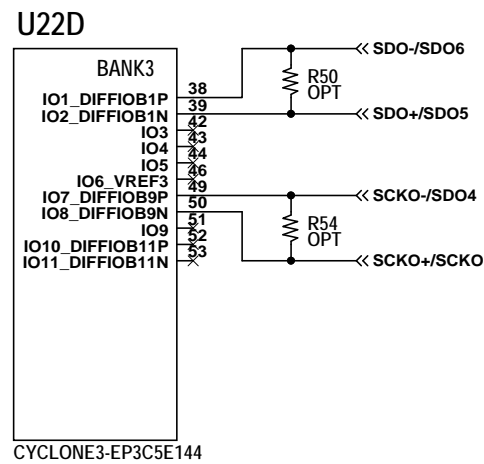 U22D
BANK3
IO1_DIFFIOB1P 38
IO2_DIFFIOB1N 39
IO3 42
IO4 43
IO5 44
IO6_VREF3 46
IO7_DIFFIOB9P 49
IO8_DIFFIOB9N 50
IO9 51
IO10_DIFFIOB11P 52
IO11_DIFFIOB11N 53
SDO-/SDO6
R50
OPT
SDO+/SDO5
SCKO-/SDO4
R54
OPT
SCKO+/SCKO
CYCLONE3-EP3C5E144